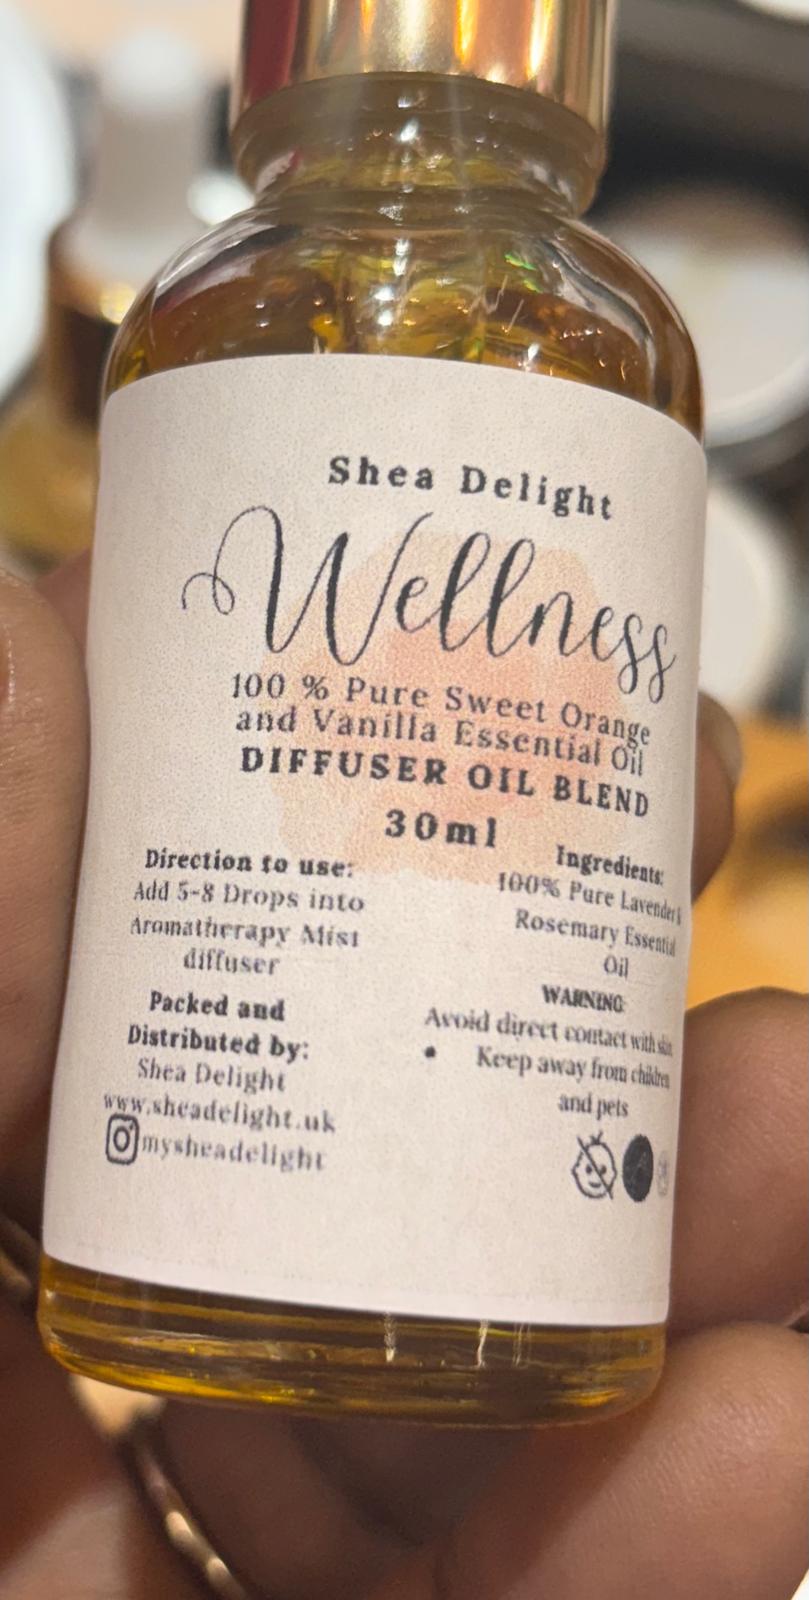 Shea Delight
Wellness
100 % Pure Sweet Orange
and Vanilla Essential Oil
DIFFUSER OIL BLEND
30ml
Direction to use:
Add 5-8 Drops into
Aromatherapy Mist
diffuser
Packed and
Distributed by:
Shea Delight
www.sheadelight.uk
mysheadelight
Ingredients:
100% Pure Lavender &
Rosemary Essential
Oil
WARNING:
Avoid direct contact with skin
• Keep away from children
and pets